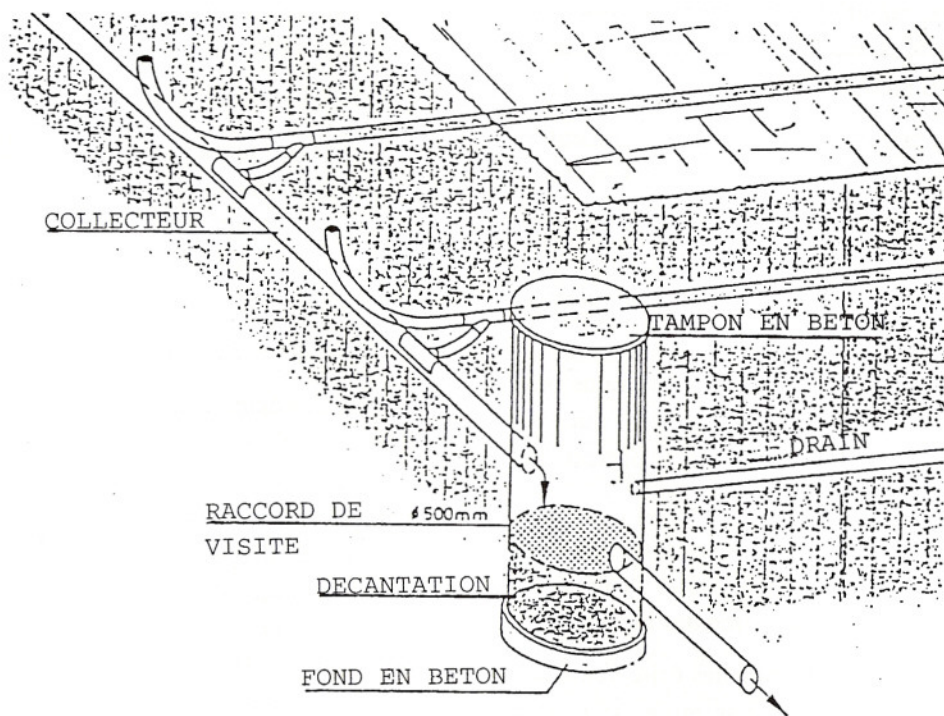 COLLECTEUR
TAMPON EN BETON
DRAIN
RACCORD DE ø500mm
VISITE
DECANTATION
FOND EN BETON